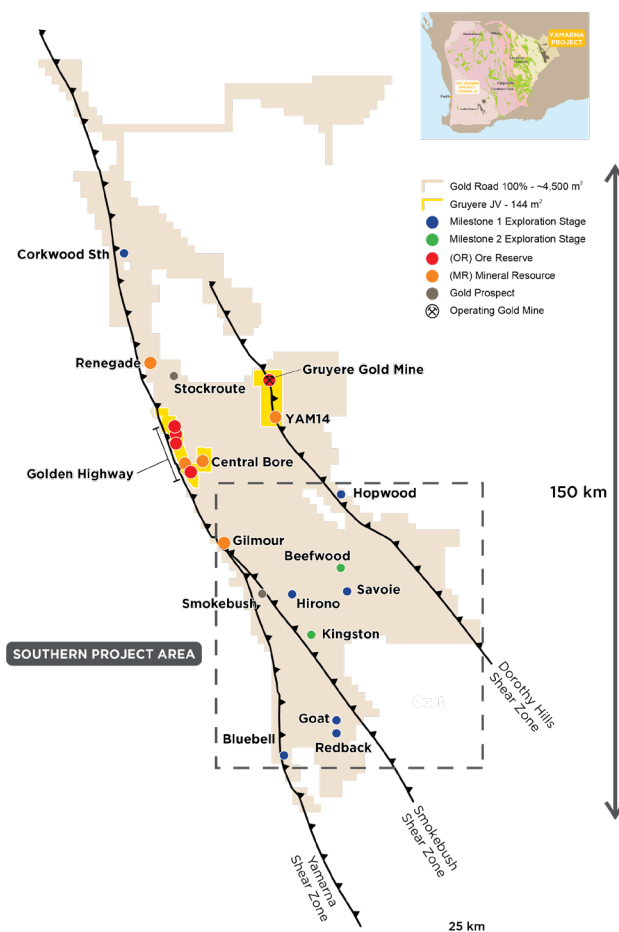 YAMARNA
PROJECT
Gold Road 100% - ~4,500 m²
Gruyere JV - 144 m²
Milestone 1 Exploration Stage
Milestone 2 Exploration Stage
(OR) Ore Reserve
(MR) Mineral Resource
Gold Prospect
Operating Gold Mine
Corkwood Sth
Renegade
Stockroute
Gruyere Gold Mine
YAM14
Golden Highway
Central Bore
150 km
Hopwood
Gilmour
Beefwood
Savoie
Smokebush
Hirono
Kingston
SOUTHERN PROJECT AREA
Dorothy Hills
Shear Zone
Goat
Goat
Redback
Bluebell
Smokebush
Shear Zone
Yamarna
Shear Zone
25 km